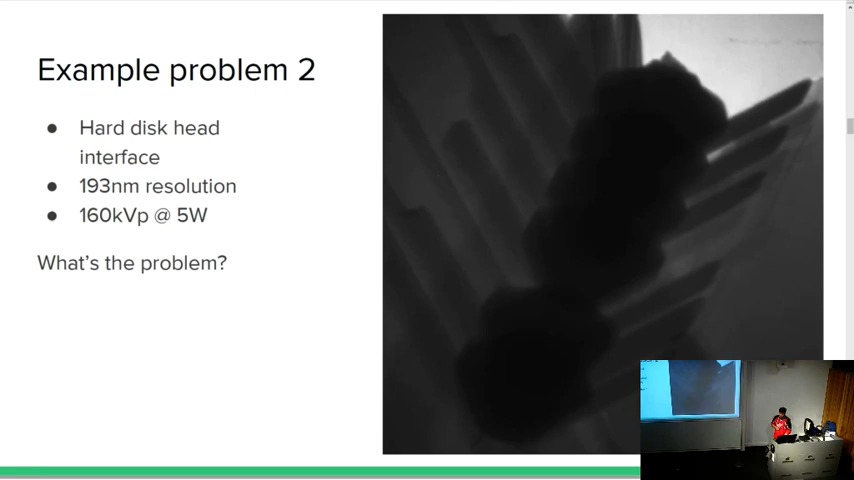 Example problem 2
● Hard disk head
interface
● 193nm resolution
● 160kVp @ 5W
What's the problem?